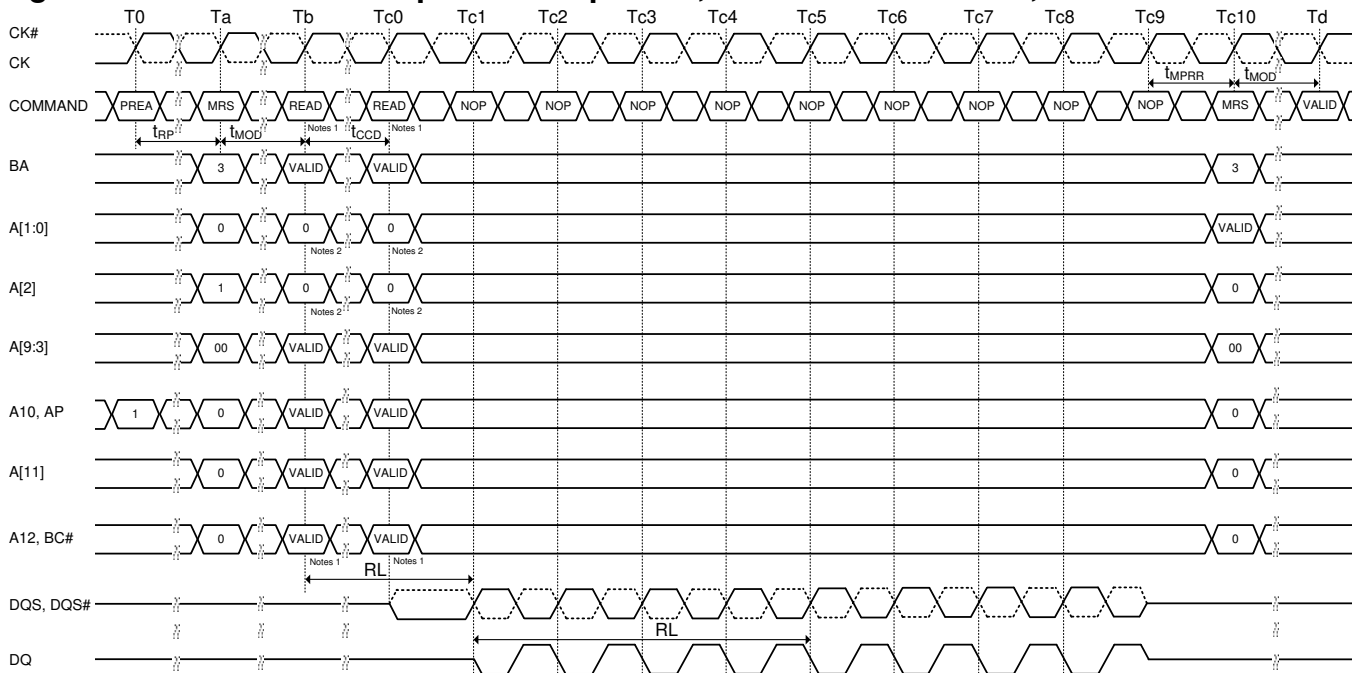 T0 Ta Tb Tc0 Tc1 Tc2 Tc3 Tc4 Tc5 Tc6 Tc7 Tc8 Tc9 Tc10 Td
CK#
CK
tMPRR tMOD
COMMAND PREA MRS READ READ NOP NOP NOP NOP NOP NOP NOP NOP NOP MRS VALID
Notes 1 Notes 1
tRP tMOD tCCD
BA 3 VALID VALID 3
A[1:0] 0 0 0 VALID
Notes 2 Notes 2
A[2] 1 0 0 0
Notes 2 Notes 2
A[9:3] 00 VALID VALID 00
A10, AP 1 0 VALID VALID 0
A[11] 0 VALID VALID 0
A12, BC# 0 VALID VALID 0
Notes 1 Notes 1
RL
DQS, DQS#
RL
DQ